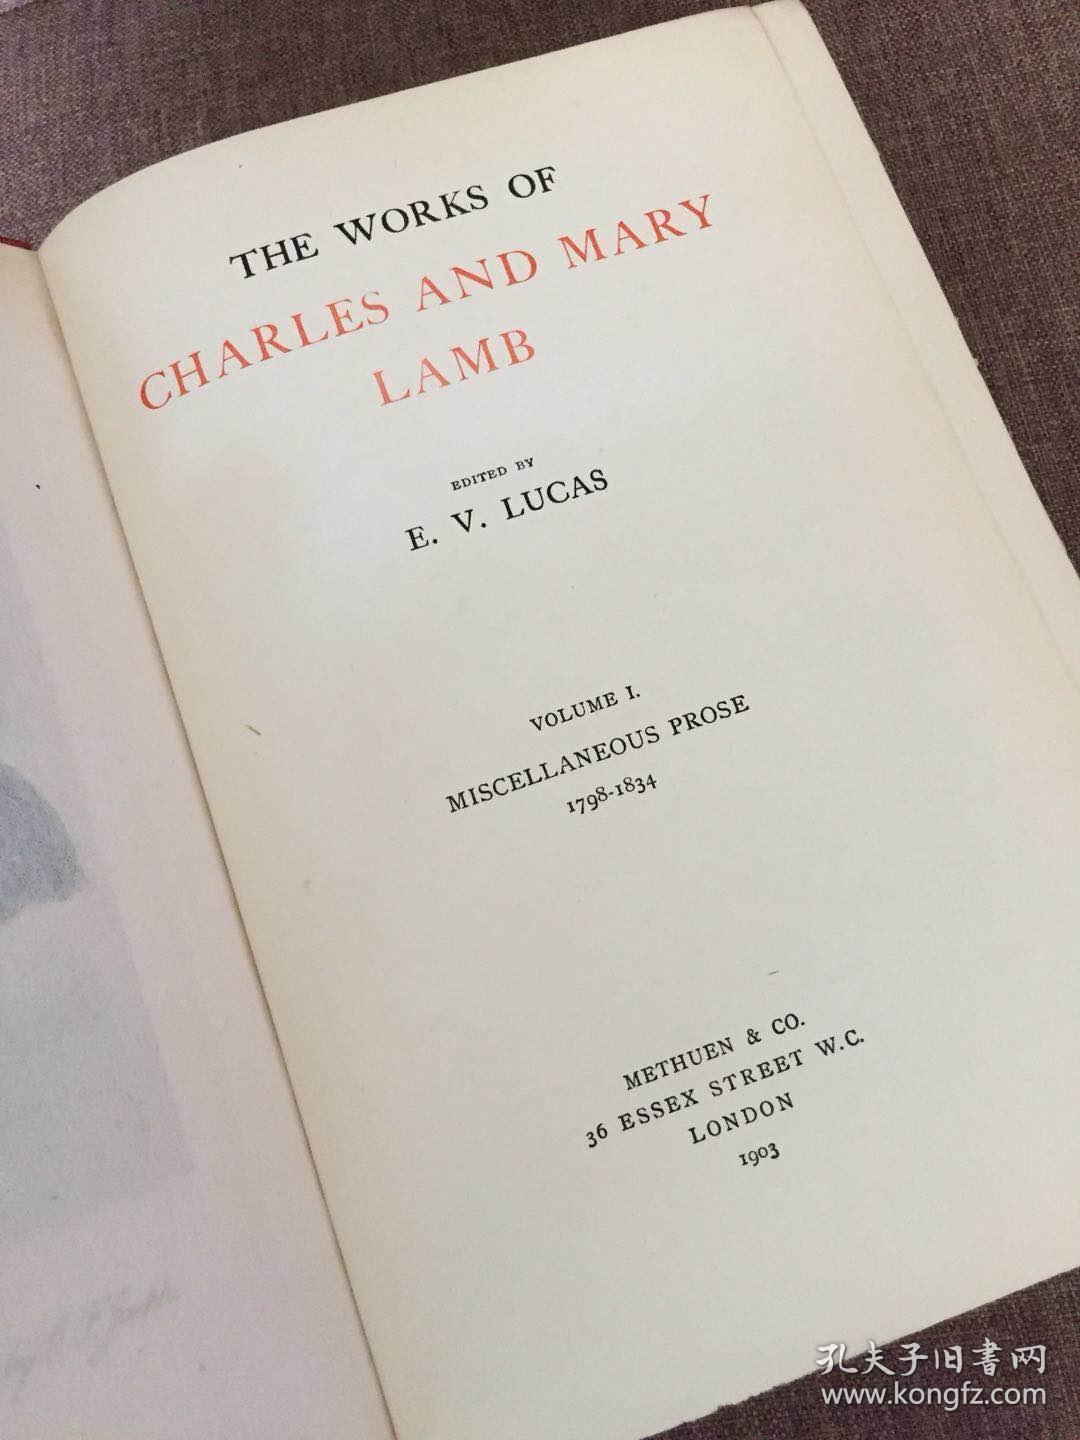 THE WORKS OF
CHARLES AND MARY
LAMB
EDITED BY
E. V. LUCAS
VOLUME I.
MISCELLANEOUS PROSE
1798-1834
METHUEN & CO.
36 ESSEX STREET W.C.
LONDON
1903
孔夫子旧書网
www.kongfz.com